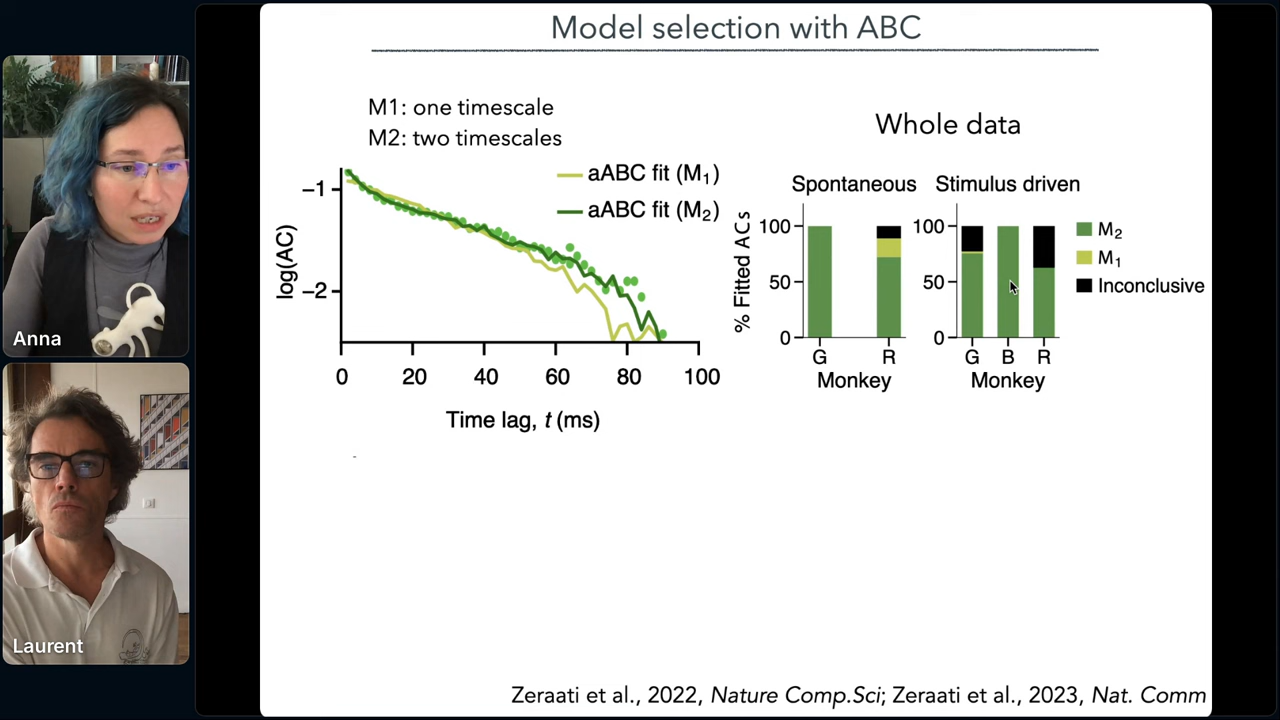 Model selection with ABC
M1: one timescale
M2: two timescales
aABC fit (M₁)
aABC fit (M₂)
log(AC)
−1
−2
0 20 40 60 80 100
Time lag, t (ms)
Whole data
Spontaneous Stimulus driven
% Fitted ACs
100
50
0
G R
Monkey
100
50
0
G B R
Monkey
M₂
M₁
Inconclusive
Zeraati et al., 2022, Nature Comp.Sci; Zeraati et al., 2023, Nat. Comm
Anna
Laurent